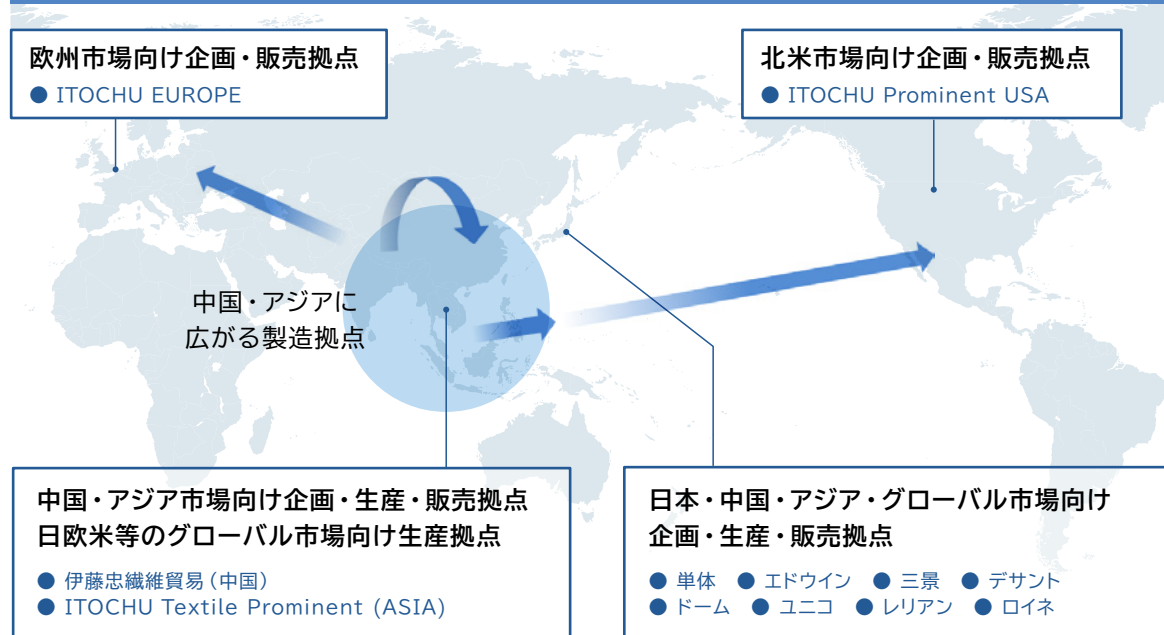 欧州市場向け企画・販売拠点
● ITOCHU EUROPE
北米市場向け企画・販売拠点
● ITOCHU Prominent USA
中国・アジアに
広がる製造拠点
中国・アジア市場向け企画・生産・販売拠点
日欧米等のグローバル市場向け生産拠点
● 伊藤忠繊維貿易（中国）
● ITOCHU Textile Prominent (ASIA)
日本・中国・アジア・グローバル市場向け
企画・生産・販売拠点
● 単体 ● エドウイン ● 三景 ● デサント
● ドーム ● ユニコ ● レリアン ● ロイネ